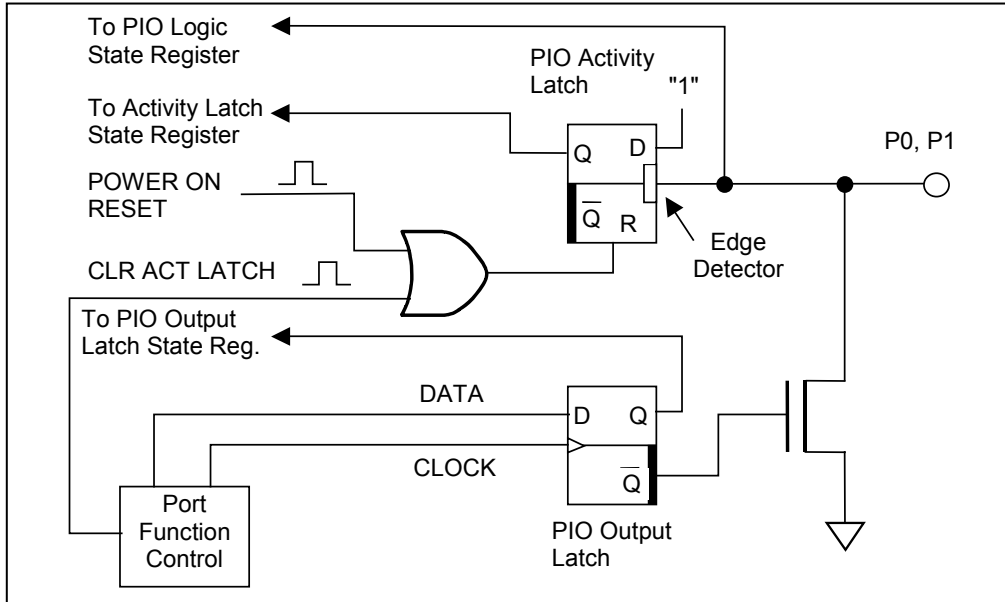 To PIO Logic
State Register
PIO Activity
Latch
"1"
To Activity Latch
State Register
Q
D
P0, P1
POWER ON
RESET
Q̅
R
Edge
Detector
CLR ACT LATCH
To PIO Output
Latch State Reg.
DATA
D
Q
CLOCK
Q̅
Port
Function
Control
PIO Output
Latch